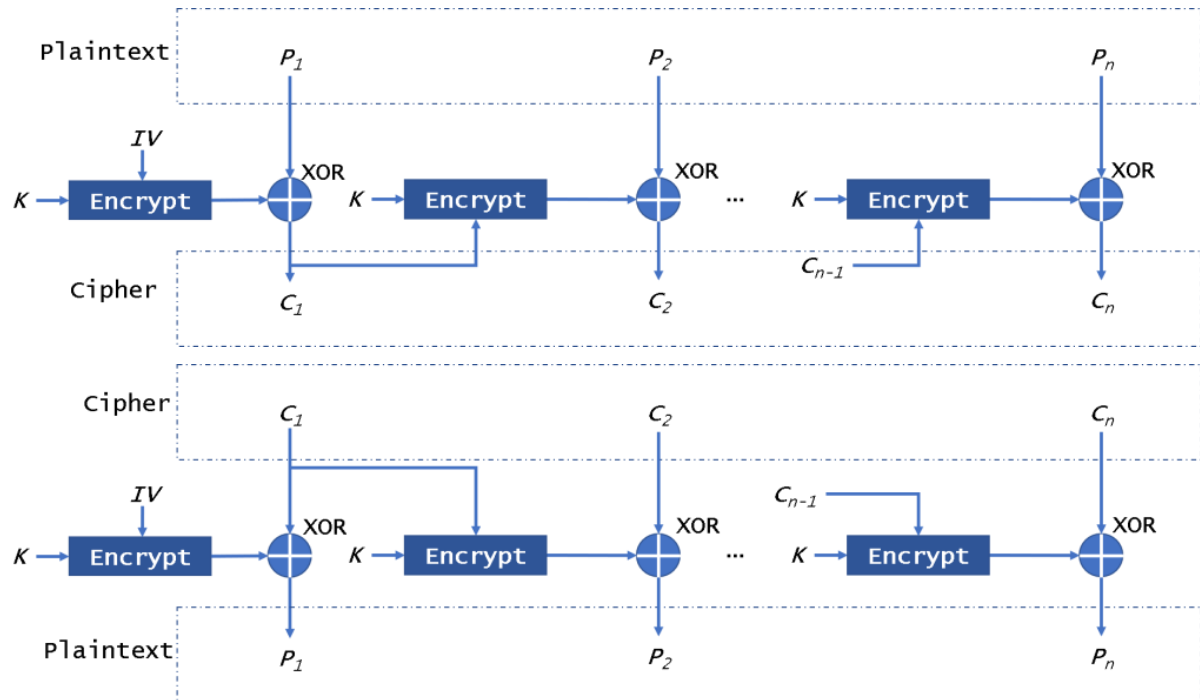 Plaintext P₁ P₂ Pₙ
IV
XOR XOR XOR
K Encrypt K Encrypt ... K Encrypt
Cₙ₋₁
Cipher C₁ C₂ Cₙ
Cipher C₁ C₂ Cₙ
IV Cₙ₋₁
XOR XOR XOR
K Encrypt K Encrypt ... K Encrypt
Plaintext P₁ P₂ Pₙ